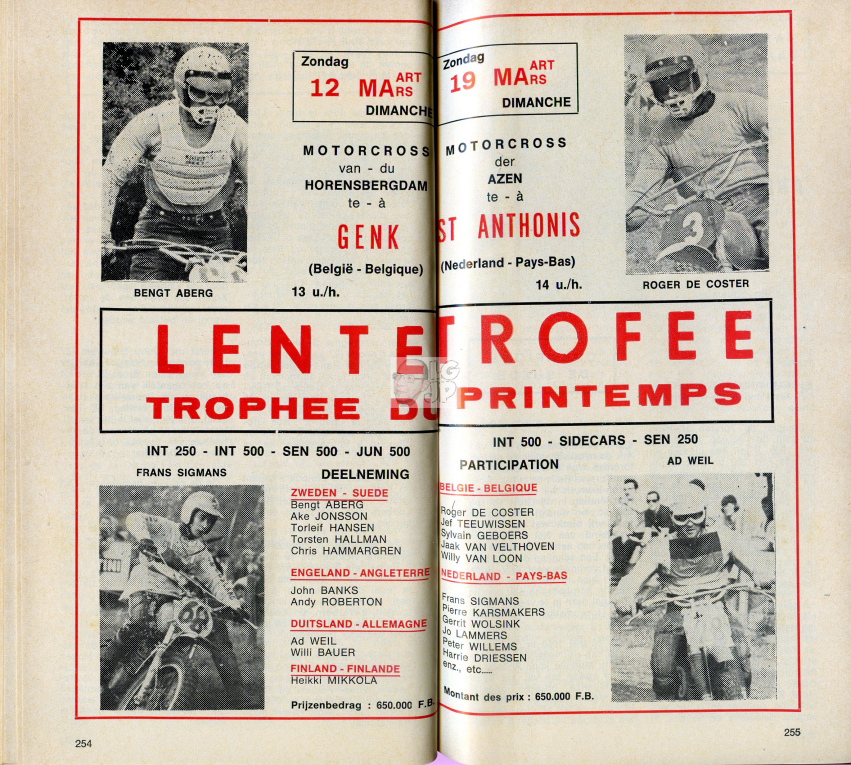 Zondag
12 MAART
MARS
DIMANCHE
MOTORCROSS
van - du
HORENSBERGDAM
te - à
GENK
(België - Belgique)
13 u./h.
BENGT ABERG
Zondag
19 MAART
MARS
DIMANCHE
MOTORCROSS
der
AZEN
te - à
ST ANTHONIS
(Nederland - Pays-Bas)
14 u./h.
3
ROGER DE COSTER
LENTETROFEE
TROPHEE DU PRINTEMPS
BIG
JP
INT 250 - INT 500 - SEN 500 - JUN 500
INT 500 - SIDECARS - SEN 250
FRANS SIGMANS
68
DEELNEMING
ZWEDEN - SUEDE
Bengt ABERG
Ake JONSSON
Torleif HANSEN
Torsten HALLMAN
Chris HAMMARGREN
ENGELAND - ANGLETERRE
John BANKS
Andy ROBERTON
DUITSLAND - ALLEMAGNE
Ad WEIL
Willi BAUER
FINLAND - FINLANDE
Heikki MIKKOLA
Prijzenbedrag : 650.000 F.B.
PARTICIPATION
BELGIE - BELGIQUE
Roger DE COSTER
Jef TEEUWISSEN
Sylvain GEBOERS
Jaak VAN VELTHOVEN
Willy VAN LOON
NEDERLAND - PAYS-BAS
Frans SIGMANS
Pierre KARSMAKERS
Gerrit WOLSINK
Jo LAMMERS
Peter WILLEMS
Harrie DRIESSEN
enz., etc.....
Montant des prix : 650.000 F.B.
AD WEIL
254
255